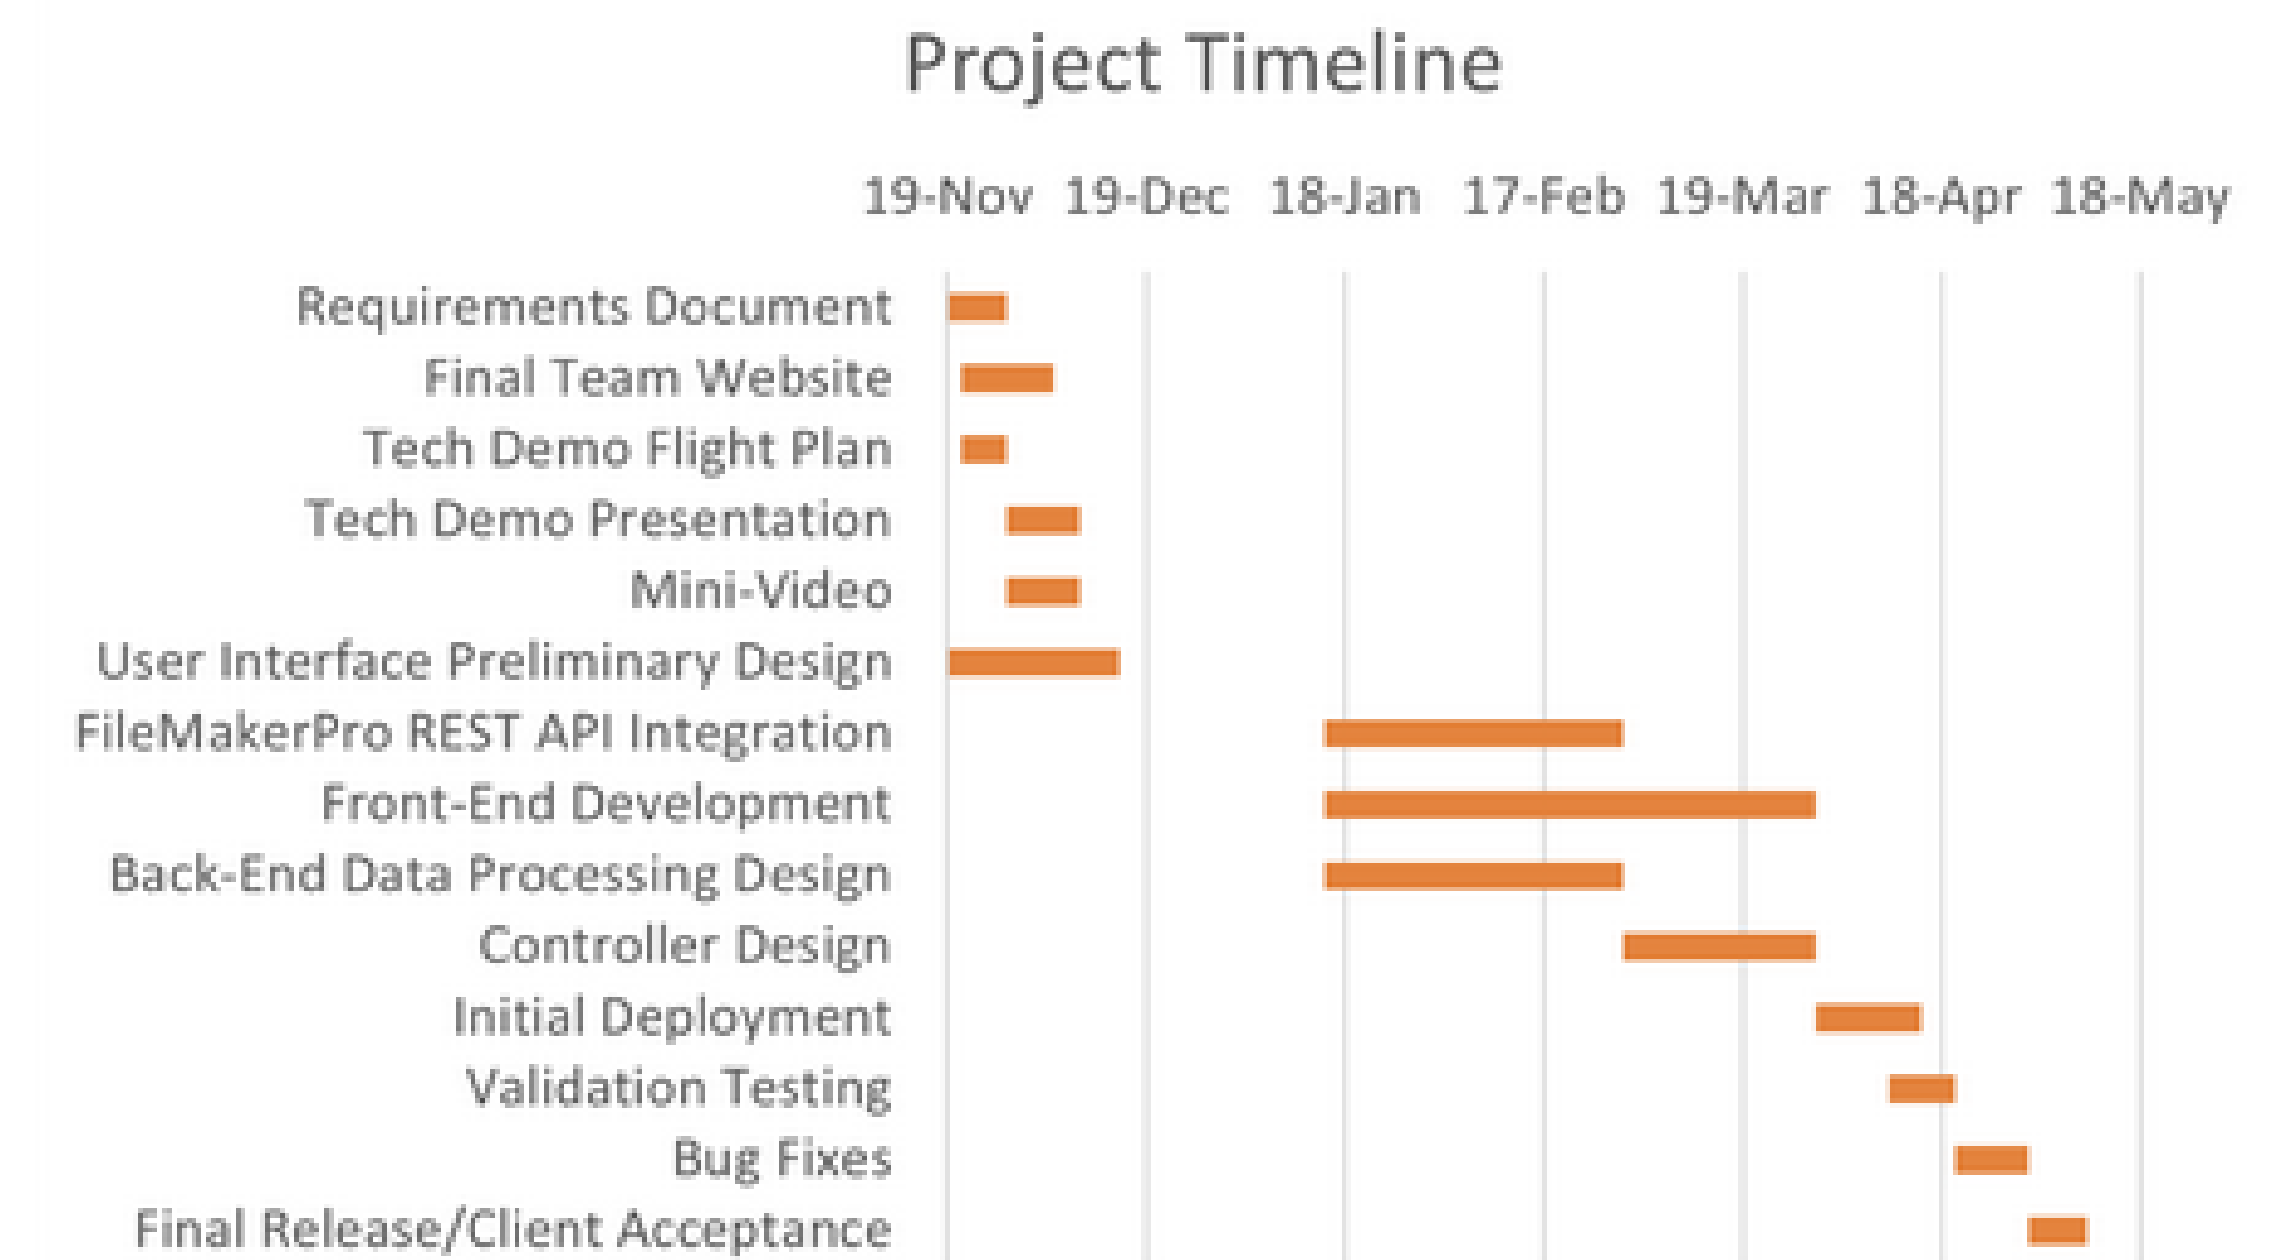 Project Timeline
19-Nov 19-Dec 18-Jan 17-Feb 19-Mar 18-Apr 18-May
Requirements Document
Final Team Website
Tech Demo Flight Plan
Tech Demo Presentation
Mini-Video
User Interface Preliminary Design
FileMakerPro REST API Integration
Front-End Development
Back-End Data Processing Design
Controller Design
Initial Deployment
Validation Testing
Bug Fixes
Final Release/Client Acceptance